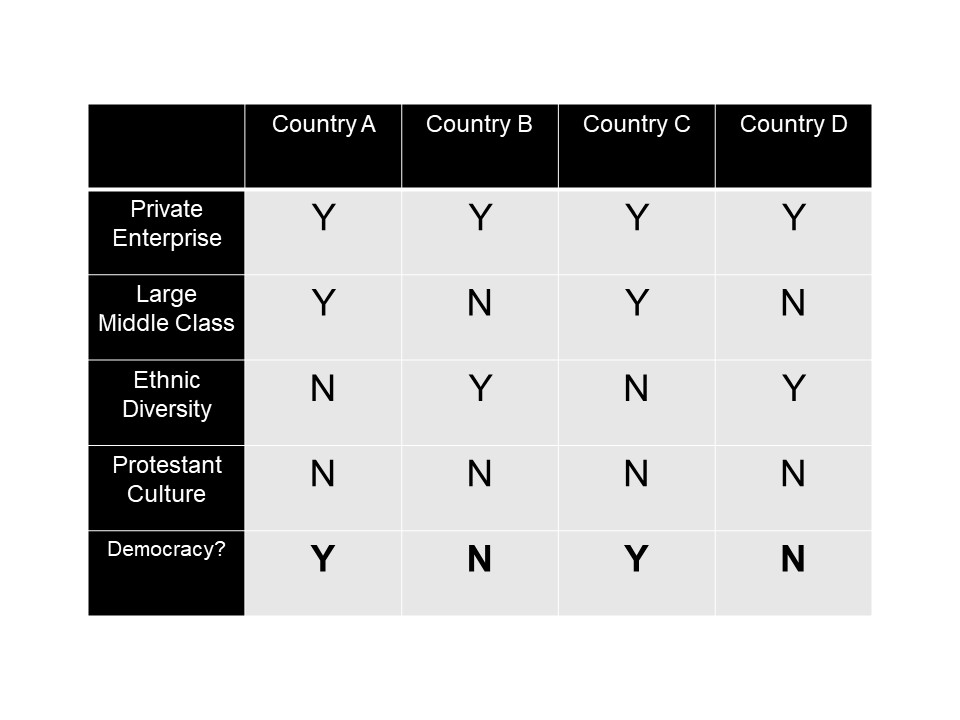 Country A Country B Country C Country D
Private
Enterprise
Y Y Y Y
Large
Middle Class
Y N Y N
Ethnic
Diversity
N Y N Y
Protestant
Culture
N N N N
Democracy?
Y N Y N